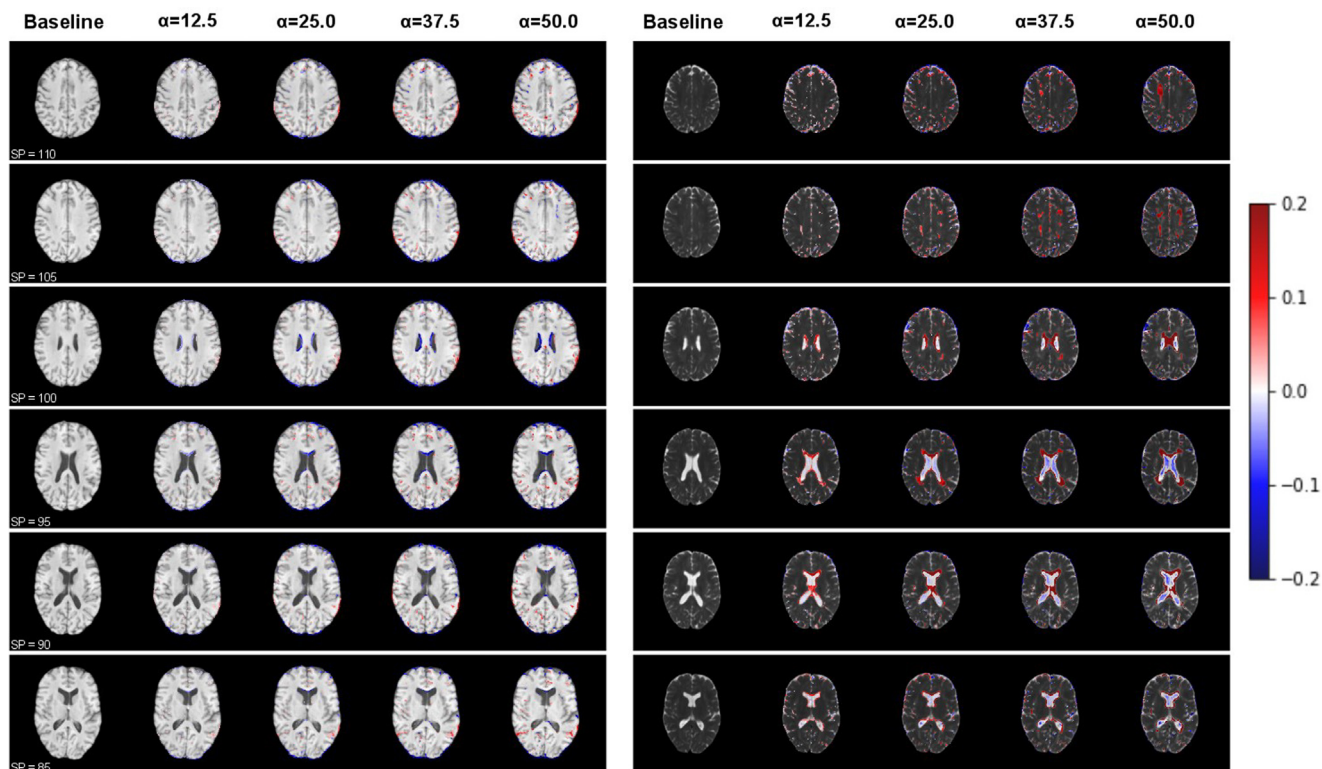 Baseline α=12.5 α=25.0 α=37.5 α=50.0 Baseline α=12.5 α=25.0 α=37.5 α=50.0
SP = 110
SP = 105
SP = 100
SP = 95
SP = 90
SP = 85
0.2
0.1
0.0
−0.1
−0.2